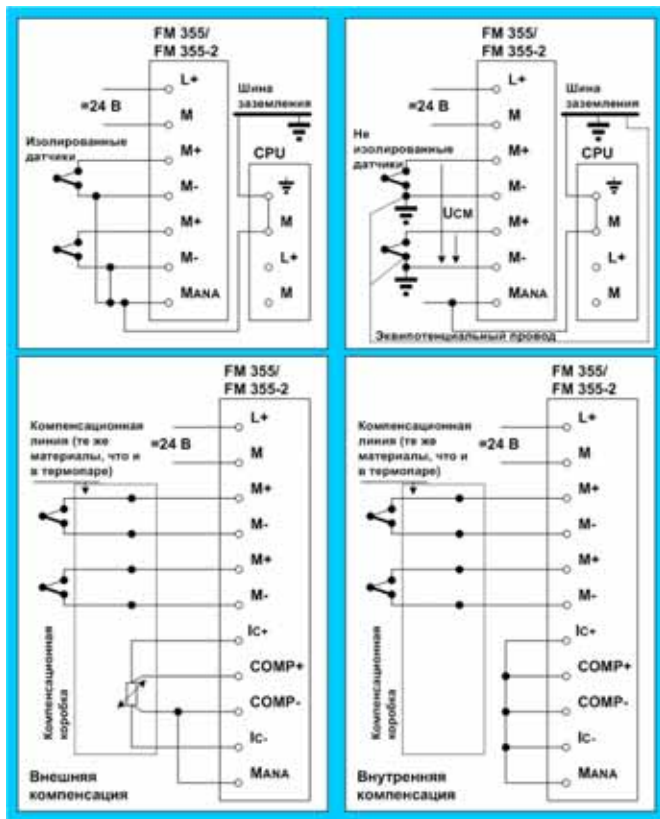 FM 355/
FM 355-2
L+
Шина
заземления
=24 В
M
Изолированные
датчики
M+
CPU
M-
M
M+
L+
M-
M
MANA
FM 355/
FM 355-2
L+
Шина
заземления
=24 В
M
Не
изолированные
датчики
M+
CPU
M-
UCM
M
M+
L+
M-
M
MANA
Эквипотенциальный провод
FM 355/
FM 355-2
L+
Компенсационная
линия (те же
материалы, что и
в термопаре)
=24 В
M
M+
M-
M+
M-
IC+
COMP+
COMP-
IC-
MANA
Компенсационная
коробка
Внешняя
компенсация
FM 355/
FM 355-2
L+
Компенсационная
линия (те же
материалы, что и
в термопаре)
=24 В
M
M+
M-
M+
M-
IC+
COMP+
COMP-
IC-
MANA
Компенсационная
коробка
Внутренняя
компенсация